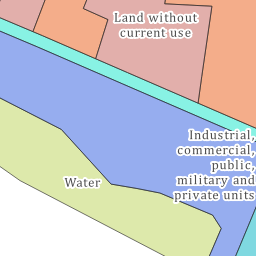 Land without
current use
Industrial,
commercial,
public,
military and
private units
Water